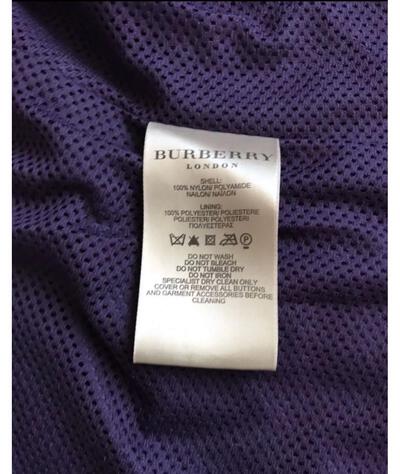 BURBERRY
LONDON
SHELL:
100% NYLON/ POLYAMIDE
NAILON/ ΝΑΪΛΟΝ
LINING:
100% POLYESTER/ POLIESTERE
POLIESTER/ POLYESTER/
ΠΟΛΥΕΣΤΕΡΑΣ
P
DO NOT WASH
DO NOT BLEACH
DO NOT TUMBLE DRY
DO NOT IRON
SPECIALIST DRY CLEAN ONLY
COVER OR REMOVE ALL BUTTONS
AND GARMENT ACCESSORIES BEFORE
CLEANING